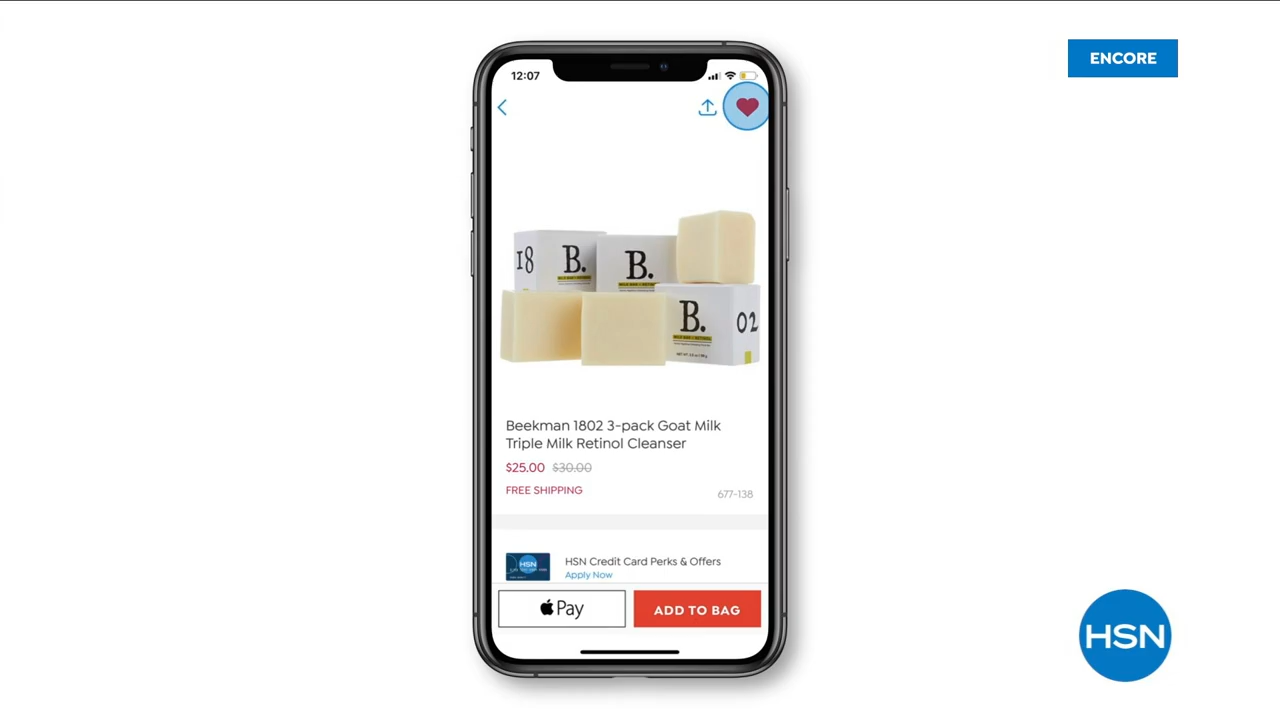 ENCORE
12:07
18
B.
B.
B.
02
Beekman 1802 3-pack Goat Milk
Triple Milk Retinol Cleanser
$25.00 $30.00
FREE SHIPPING
677-138
HSN
HSN Credit Card Perks & Offers
Apply Now
Pay
ADD TO BAG
HSN